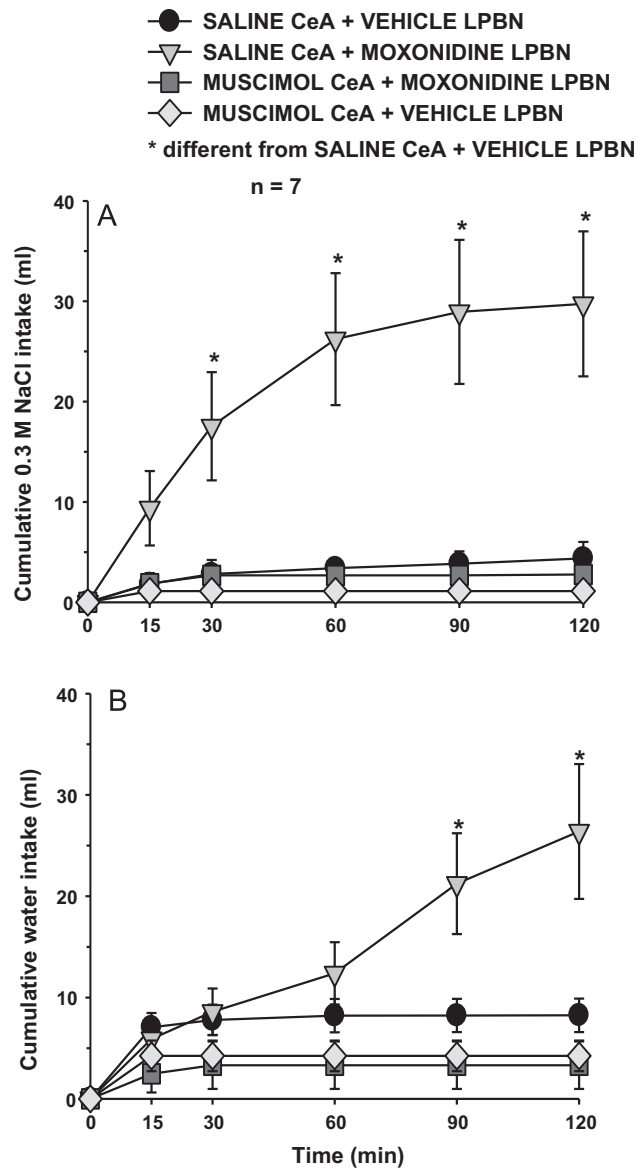 SALINE CeA + VEHICLE LPBN
SALINE CeA + MOXONIDINE LPBN
MUSCIMOL CeA + MOXONIDINE LPBN
MUSCIMOL CeA + VEHICLE LPBN
* different from SALINE CeA + VEHICLE LPBN
n = 7
A
Cumulative 0.3 M NaCl intake (ml)
40
30
20
10
0
* * * *
0 15 30 60 90 120
B
Cumulative water intake (ml)
40
30
20
10
0
* *
0 15 30 60 90 120
Time (min)